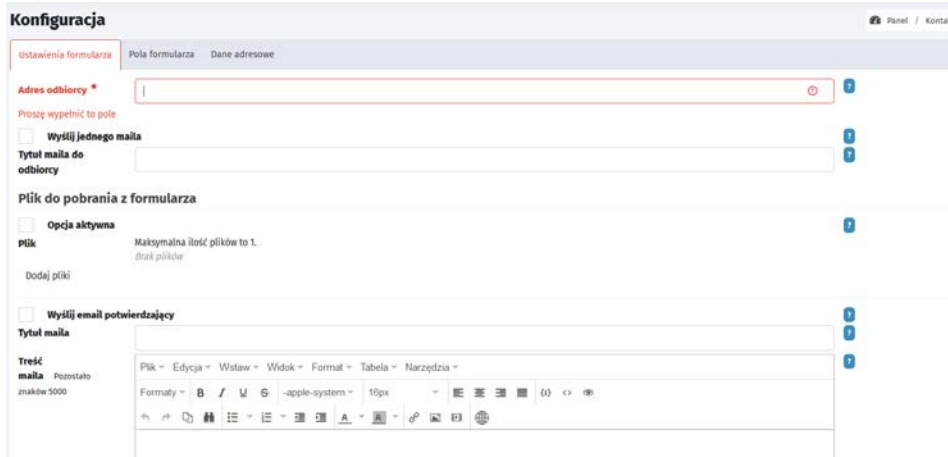 Konfiguracja
Panel / Kontak
Ustawienia formularza Pola formularza Dane adresowe
Adres odbiorcy *
Proszę wypełnić to pole
Wyślij jednego maila
Tytuł maila do
odbiorcy
Plik do pobrania z formularza
Opcja aktywna
Plik
Maksymalna ilość plików to 1.
Brak plików
Dodaj pliki
Wyślij email potwierdzający
Tytuł maila
Treść
maila Pozostało
znaków 5000
Plik Edycja Wstaw Widok Format Tabela Narzędzia
Formaty B I U S -apple-system 16px
A A